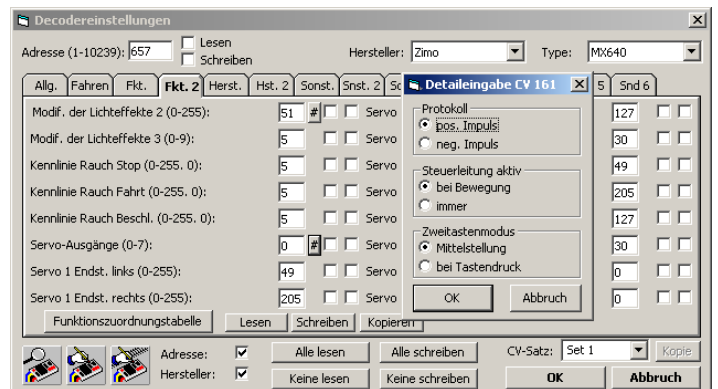 Decodereinstellungen
Adresse (1-10239): 657 Lesen Schreiben Hersteller: Zimo Type: MX640
Allg. Fahren Fkt. Fkt. 2 Herst. Hst. 2 Sonst. Snst. 2 5 Snd 6
Detaileingabe CV 161
Modif. der Lichteffekte 2 (0-255): 51 # Servo 127
Modif. der Lichteffekte 3 (0-9): 5 Servo 30
Kennlinie Rauch Stop (0-255. 0): 5 Servo 49
Kennlinie Rauch Fahrt (0-255. 0): 5 Servo 205
Kennlinie Rauch Beschl. (0-255. 0): 5 Servo 127
Servo-Ausgänge (0-7): 0 # Servo 30
Servo 1 Endst. links (0-255): 49 Servo 0
Servo 1 Endst. rechts (0-255): 205 Servo 0
Protokoll
pos. Impuls
neg. Impuls
Steuerleitung aktiv
bei Bewegung
immer
Zweitastenmodus
Mittelstellung
bei Tastendruck
OK Abbruch
Funktionszuordnungstabelle Lesen Schreiben Kopieren
Adresse: Alle lesen Alle schreiben CV-Satz: Set 1 Kopie
Hersteller: Keine lesen Keine schreiben OK Abbruch